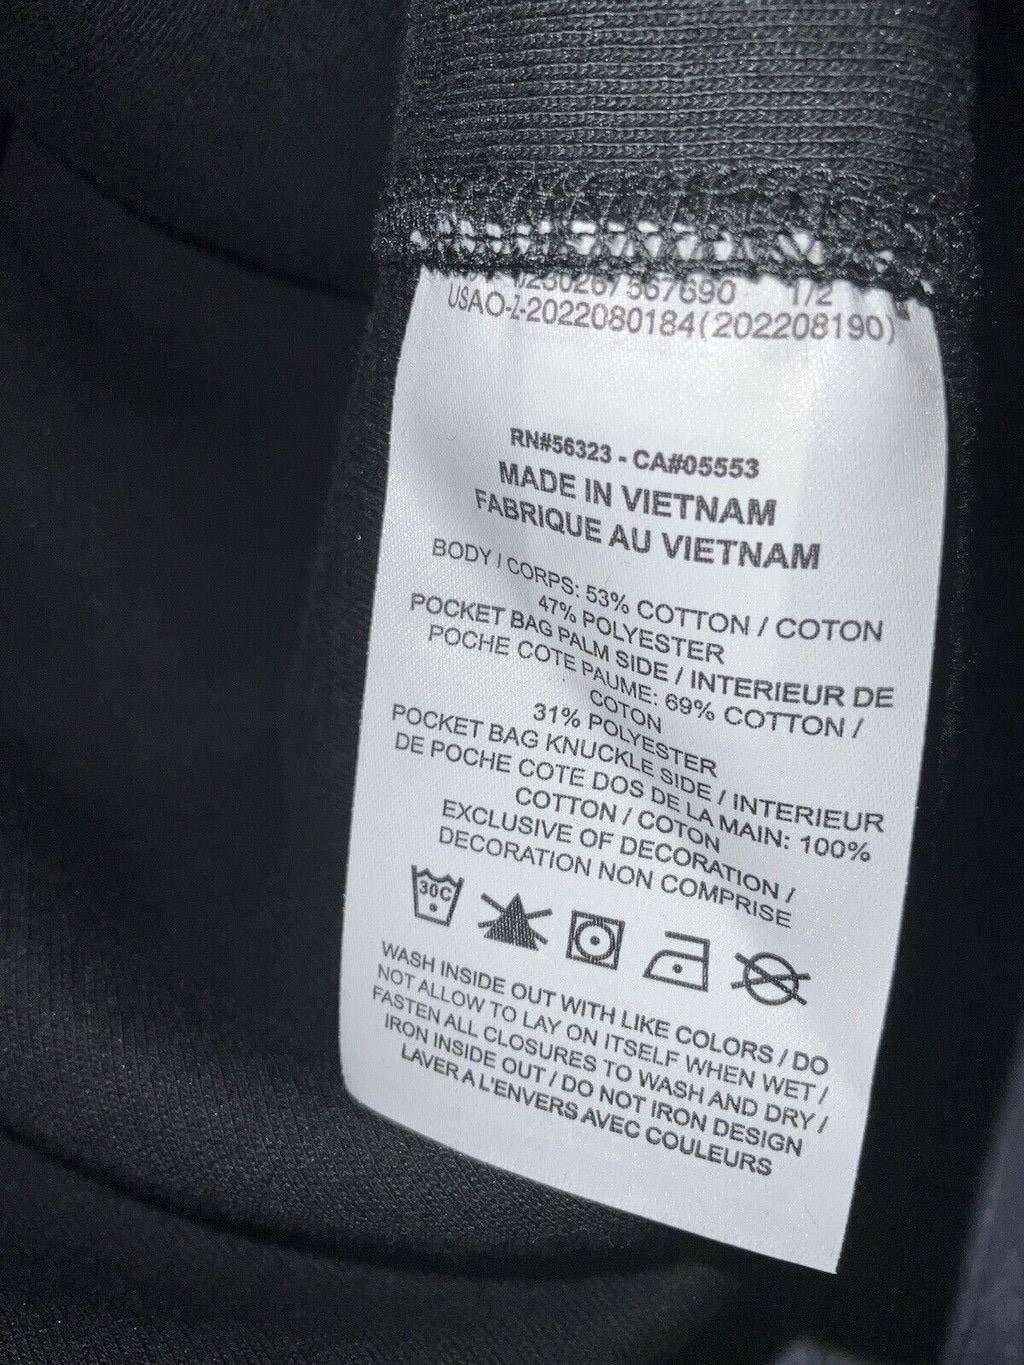 567690 1/2
USAO-Z-2022080184(202208190)
RN#56323 - CA#05553
MADE IN VIETNAM
FABRIQUE AU VIETNAM
BODY / CORPS: 53% COTTON / COTON
47% POLYESTER
POCKET BAG PALM SIDE / INTERIEUR DE
POCHE COTE PAUME: 69% COTTON /
COTON
31% POLYESTER
POCKET BAG KNUCKLE SIDE / INTERIEUR
DE POCHE COTE DOS DE LA MAIN: 100%
COTTON / COTON
EXCLUSIVE OF DECORATION /
DECORATION NON COMPRISE
30C
WASH INSIDE OUT WITH LIKE COLORS / DO
NOT ALLOW TO LAY ON ITSELF WHEN WET /
FASTEN ALL CLOSURES TO WASH AND DRY /
IRON INSIDE OUT / DO NOT IRON DESIGN
LAVER A L'ENVERS AVEC COULEURS